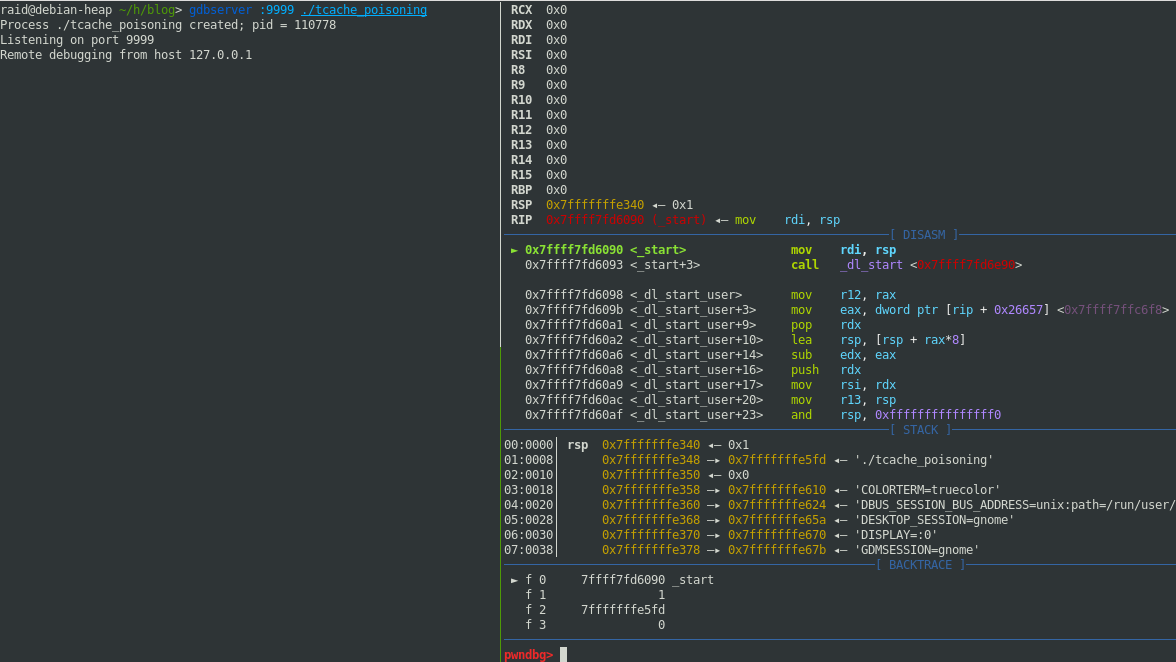 raid@debian-heap ~/h/blog> gdbserver :9999 ./tcache_poisoning
Process ./tcache_poisoning created; pid = 110778
Listening on port 9999
Remote debugging from host 127.0.0.1
RCX  0x0
RDX  0x0
RDI  0x0
RSI  0x0
R8   0x0
R9   0x0
R10  0x0
R11  0x0
R12  0x0
R13  0x0
R14  0x0
R15  0x0
RBP  0x0
RSP  0x7fffffffe340 ◂— 0x1
RIP  0x7ffff7fd6090 (_start) ◂— mov    rdi, rsp
[ DISASM ]
► 0x7ffff7fd6090 <_start>               mov    rdi, rsp
0x7ffff7fd6093 <_start+3>             call   _dl_start <0x7ffff7fd6e90>
0x7ffff7fd6098 <_dl_start_user>       mov    r12, rax
0x7ffff7fd609b <_dl_start_user+3>     mov    eax, dword ptr [rip + 0x26657] <0x7ffff7ffc6f8>
0x7ffff7fd60a1 <_dl_start_user+9>     pop    rdx
0x7ffff7fd60a2 <_dl_start_user+10>    lea    rsp, [rsp + rax*8]
0x7ffff7fd60a6 <_dl_start_user+14>    sub    edx, eax
0x7ffff7fd60a8 <_dl_start_user+16>    push   rdx
0x7ffff7fd60a9 <_dl_start_user+17>    mov    rsi, rdx
0x7ffff7fd60ac <_dl_start_user+20>    mov    r13, rsp
0x7ffff7fd60af <_dl_start_user+23>    and    rsp, 0xfffffffffffffff0
[ STACK ]
00:0000│ rsp  0x7fffffffe340 ◂— 0x1
01:0008│      0x7fffffffe348 —▸ 0x7fffffffe5fd ◂— './tcache_poisoning'
02:0010│      0x7fffffffe350 ◂— 0x0
03:0018│      0x7fffffffe358 —▸ 0x7fffffffe610 ◂— 'COLORTERM=truecolor'
04:0020│      0x7fffffffe360 —▸ 0x7fffffffe624 ◂— 'DBUS_SESSION_BUS_ADDRESS=unix:path=/run/user/
05:0028│      0x7fffffffe368 —▸ 0x7fffffffe65a ◂— 'DESKTOP_SESSION=gnome'
06:0030│      0x7fffffffe370 —▸ 0x7fffffffe670 ◂— 'DISPLAY=:0'
07:0038│      0x7fffffffe378 —▸ 0x7fffffffe67b ◂— 'GDMSESSION=gnome'
[ BACKTRACE ]
► f 0     7ffff7fd6090 _start
f 1                1
f 2     7fffffffe5fd
f 3                0
pwndbg>